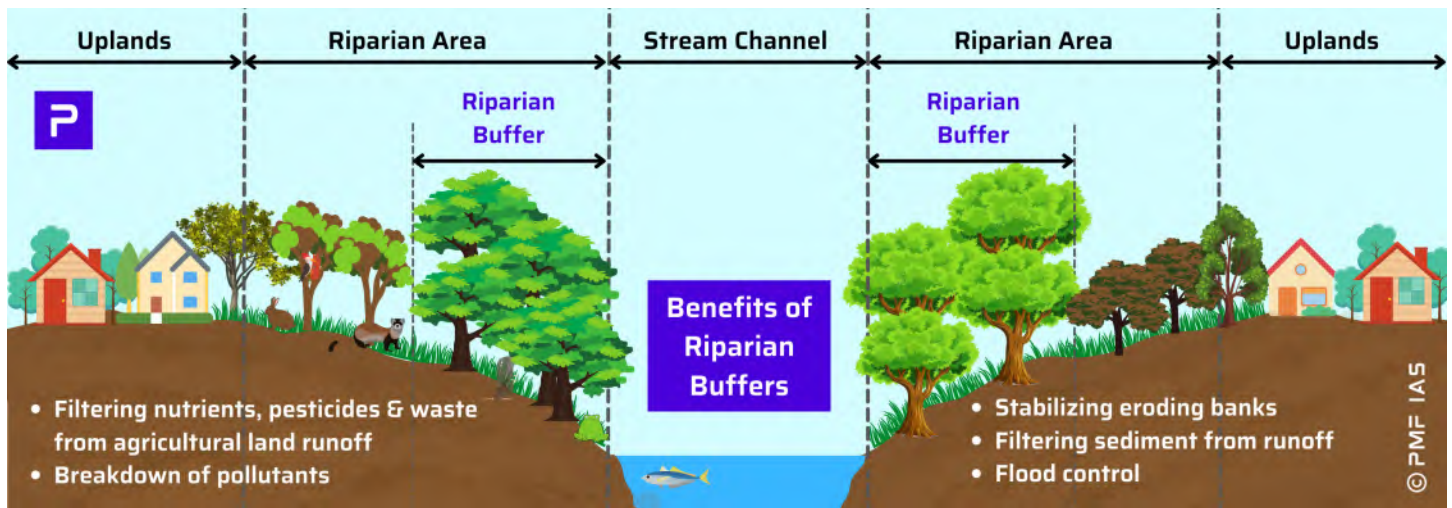 Uplands
Riparian Area
Stream Channel
Riparian Area
Uplands
Riparian
Buffer
Riparian
Buffer
Benefits of
Riparian
Buffers
• Filtering nutrients, pesticides & waste
from agricultural land runoff
• Breakdown of pollutants
• Stabilizing eroding banks
• Filtering sediment from runoff
• Flood control
© PMF IAS